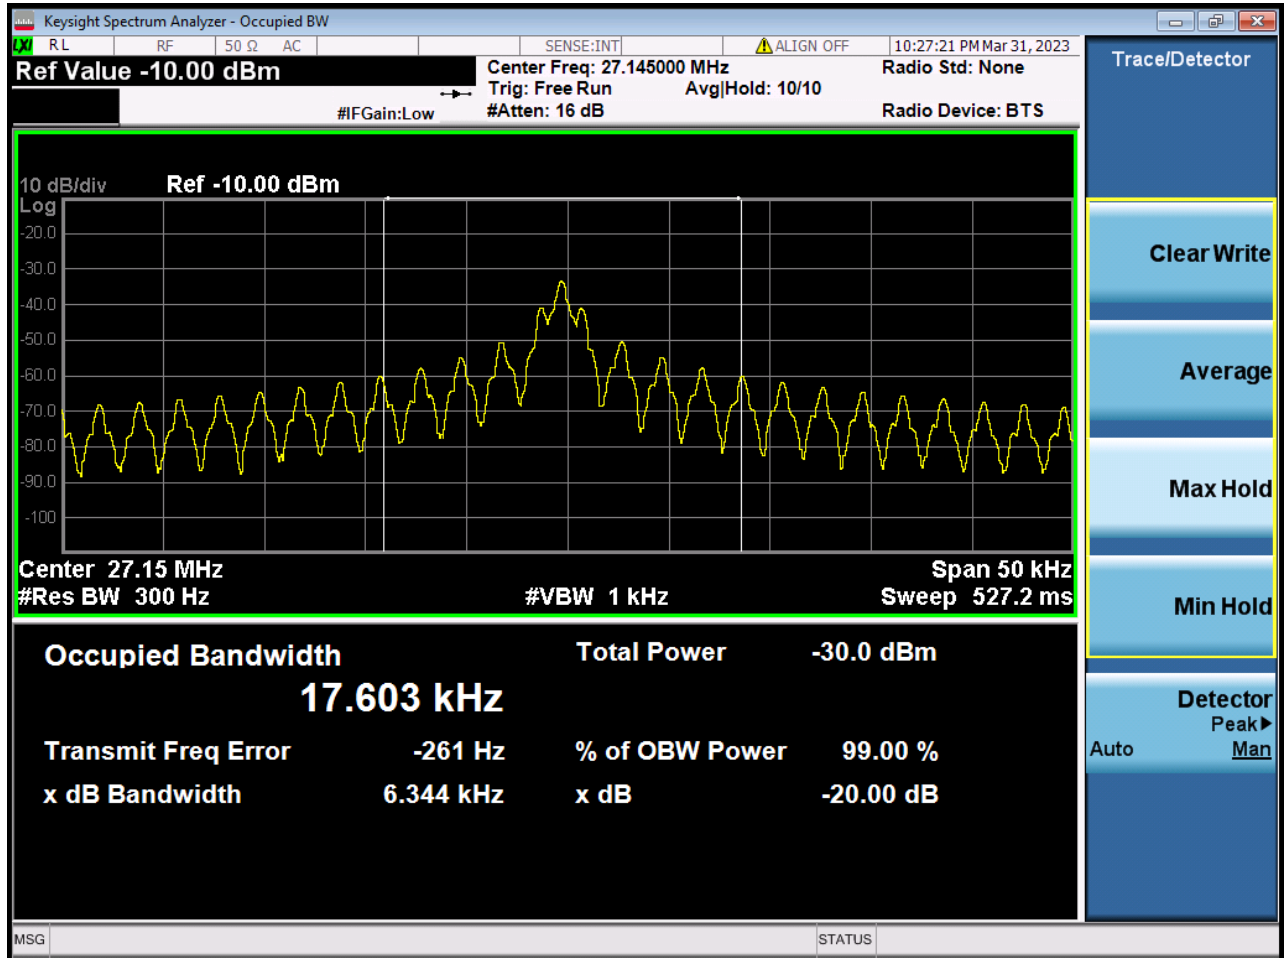 Keysight Spectrum Analyzer - Occupied BW
LXI RL RF 50 Ω AC SENSE:INT ALIGN OFF 10:27:21 PM Mar 31, 2023
Ref Value -10.00 dBm
Center Freq: 27.145000 MHz Radio Std: None
Trig: Free Run Avg|Hold: 10/10
#IFGain:Low #Atten: 16 dB Radio Device: BTS
10 dB/div Ref -10.00 dBm
Log
-20.0
-30.0
-40.0
-50.0
-60.0
-70.0
-80.0
-90.0
-100
Center 27.15 MHz Span 50 kHz
#Res BW 300 Hz #VBW 1 kHz Sweep 527.2 ms
Occupied Bandwidth Total Power -30.0 dBm
17.603 kHz
Transmit Freq Error -261 Hz % of OBW Power 99.00 %
x dB Bandwidth 6.344 kHz x dB -20.00 dB
MSG STATUS
Trace/Detector
Clear Write
Average
Max Hold
Min Hold
Detector
Peak▶
Auto Man